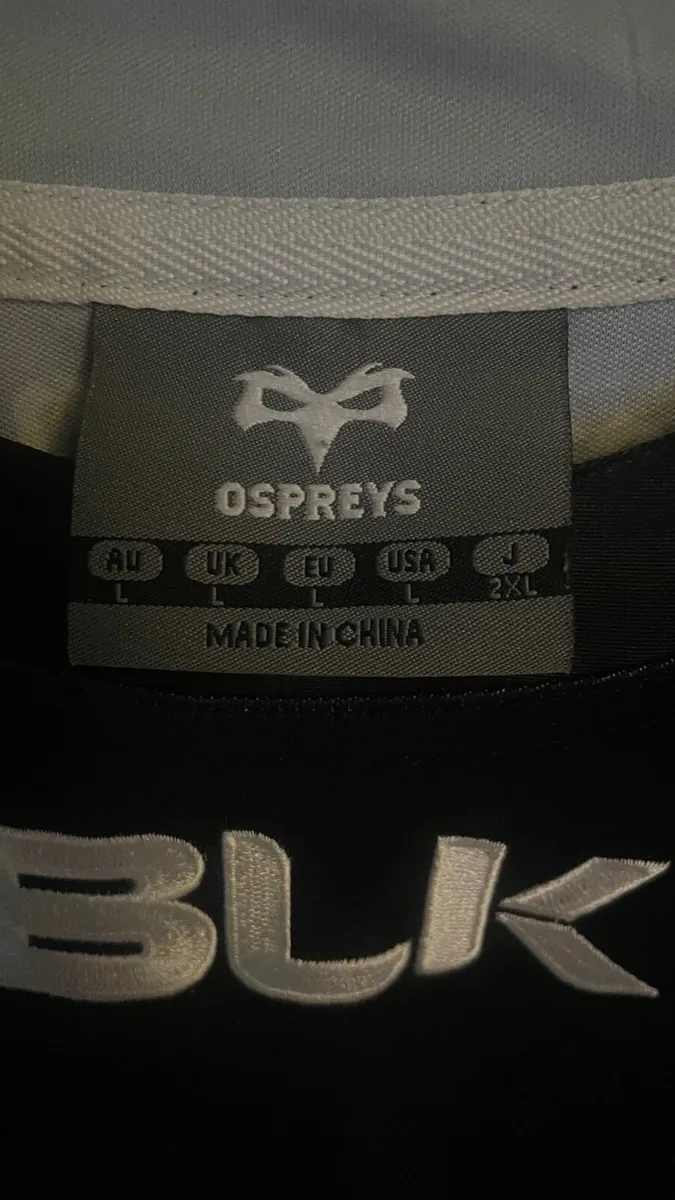 OSPREYS
AU UK EU USA J
L L L L 2XL
MADE IN CHINA
BLK